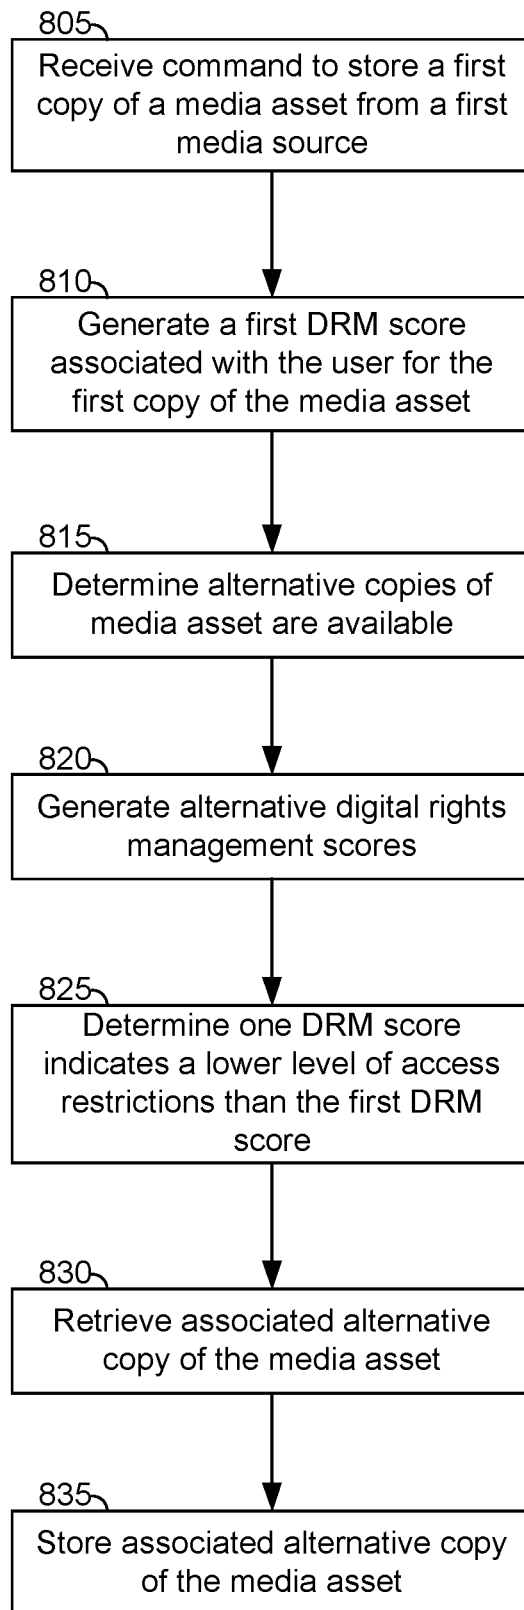 805
Receive command to store a first
copy of a media asset from a first
media source
810
Generate a first DRM score
associated with the user for the
first copy of the media asset
815
Determine alternative copies of
media asset are available
820
Generate alternative digital rights
management scores
825
Determine one DRM score
indicates a lower level of access
restrictions than the first DRM
score
830
Retrieve associated alternative
copy of the media asset
835
Store associated alternative copy
of the media asset